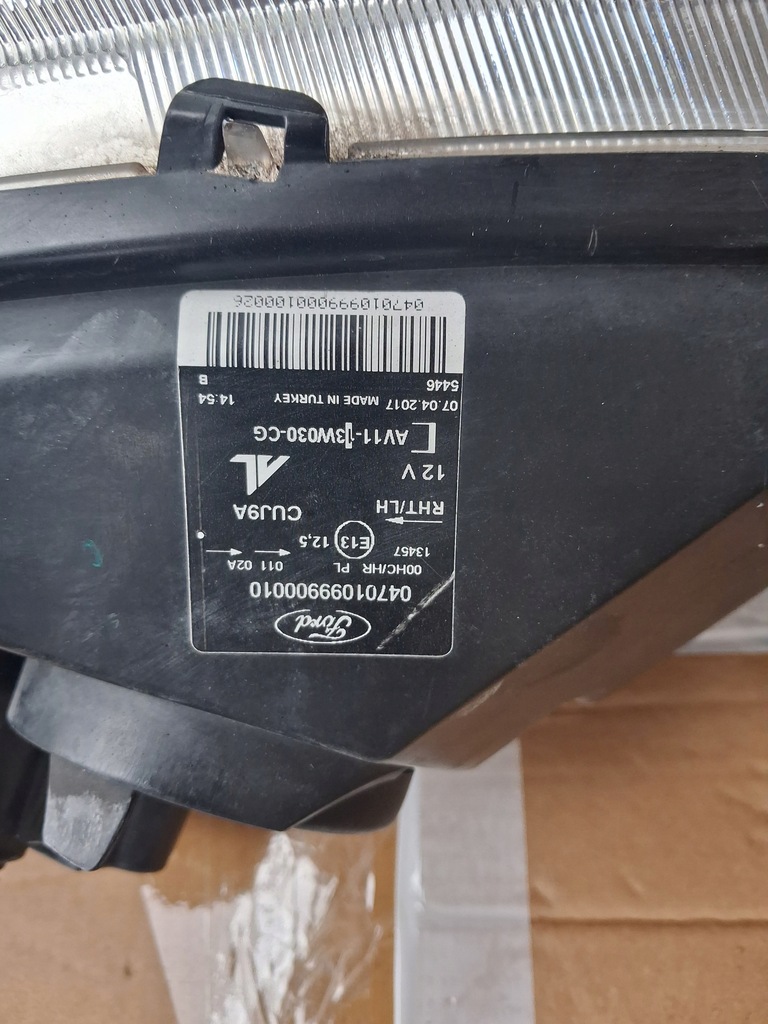 Ford
04701099900010
00HC/HR PL 011 02A
13457 E13 12,5
RHT/LH CUJ9A
12 V AL
AV11-13W030-CG
07.04.2017 MADE IN TURKEY 14:54
5446 B